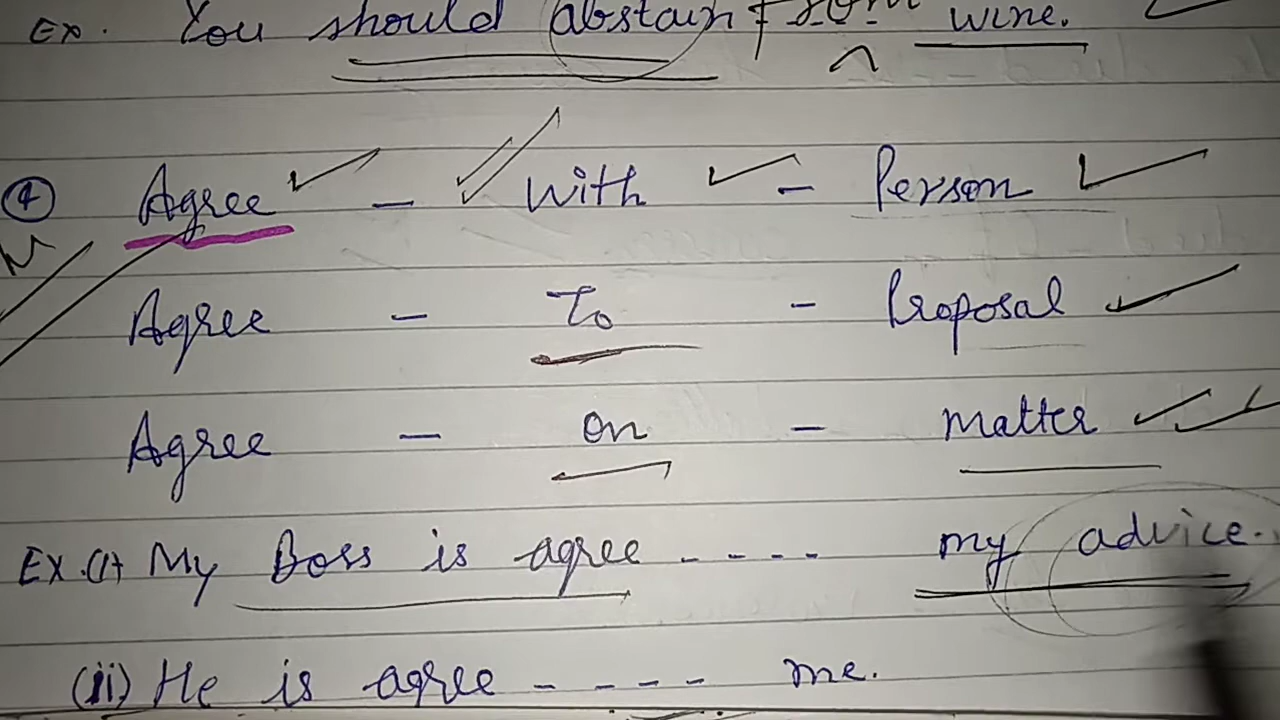 Ex. You should abstain from wine.
④ Agree - With - Person
Agree - To - Proposal
Agree - On - Matter
Ex. (i) My Boss is agree - - - - my advice.
(ii) He is agree - - - - me.